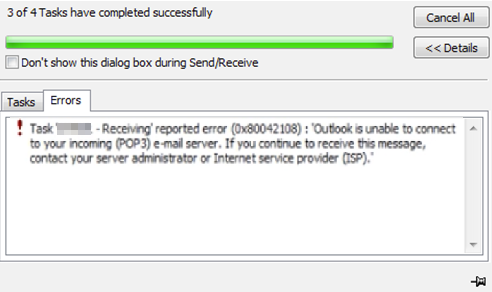 3 of 4 Tasks have completed successfully
Cancel All
<< Details
Don't show this dialog box during Send/Receive
Tasks
Errors
Task ' - Receiving' reported error (0x80042108) : 'Outlook is unable to connect
to your incoming (POP3) e-mail server. If you continue to receive this message,
contact your server administrator or Internet service provider (ISP).'